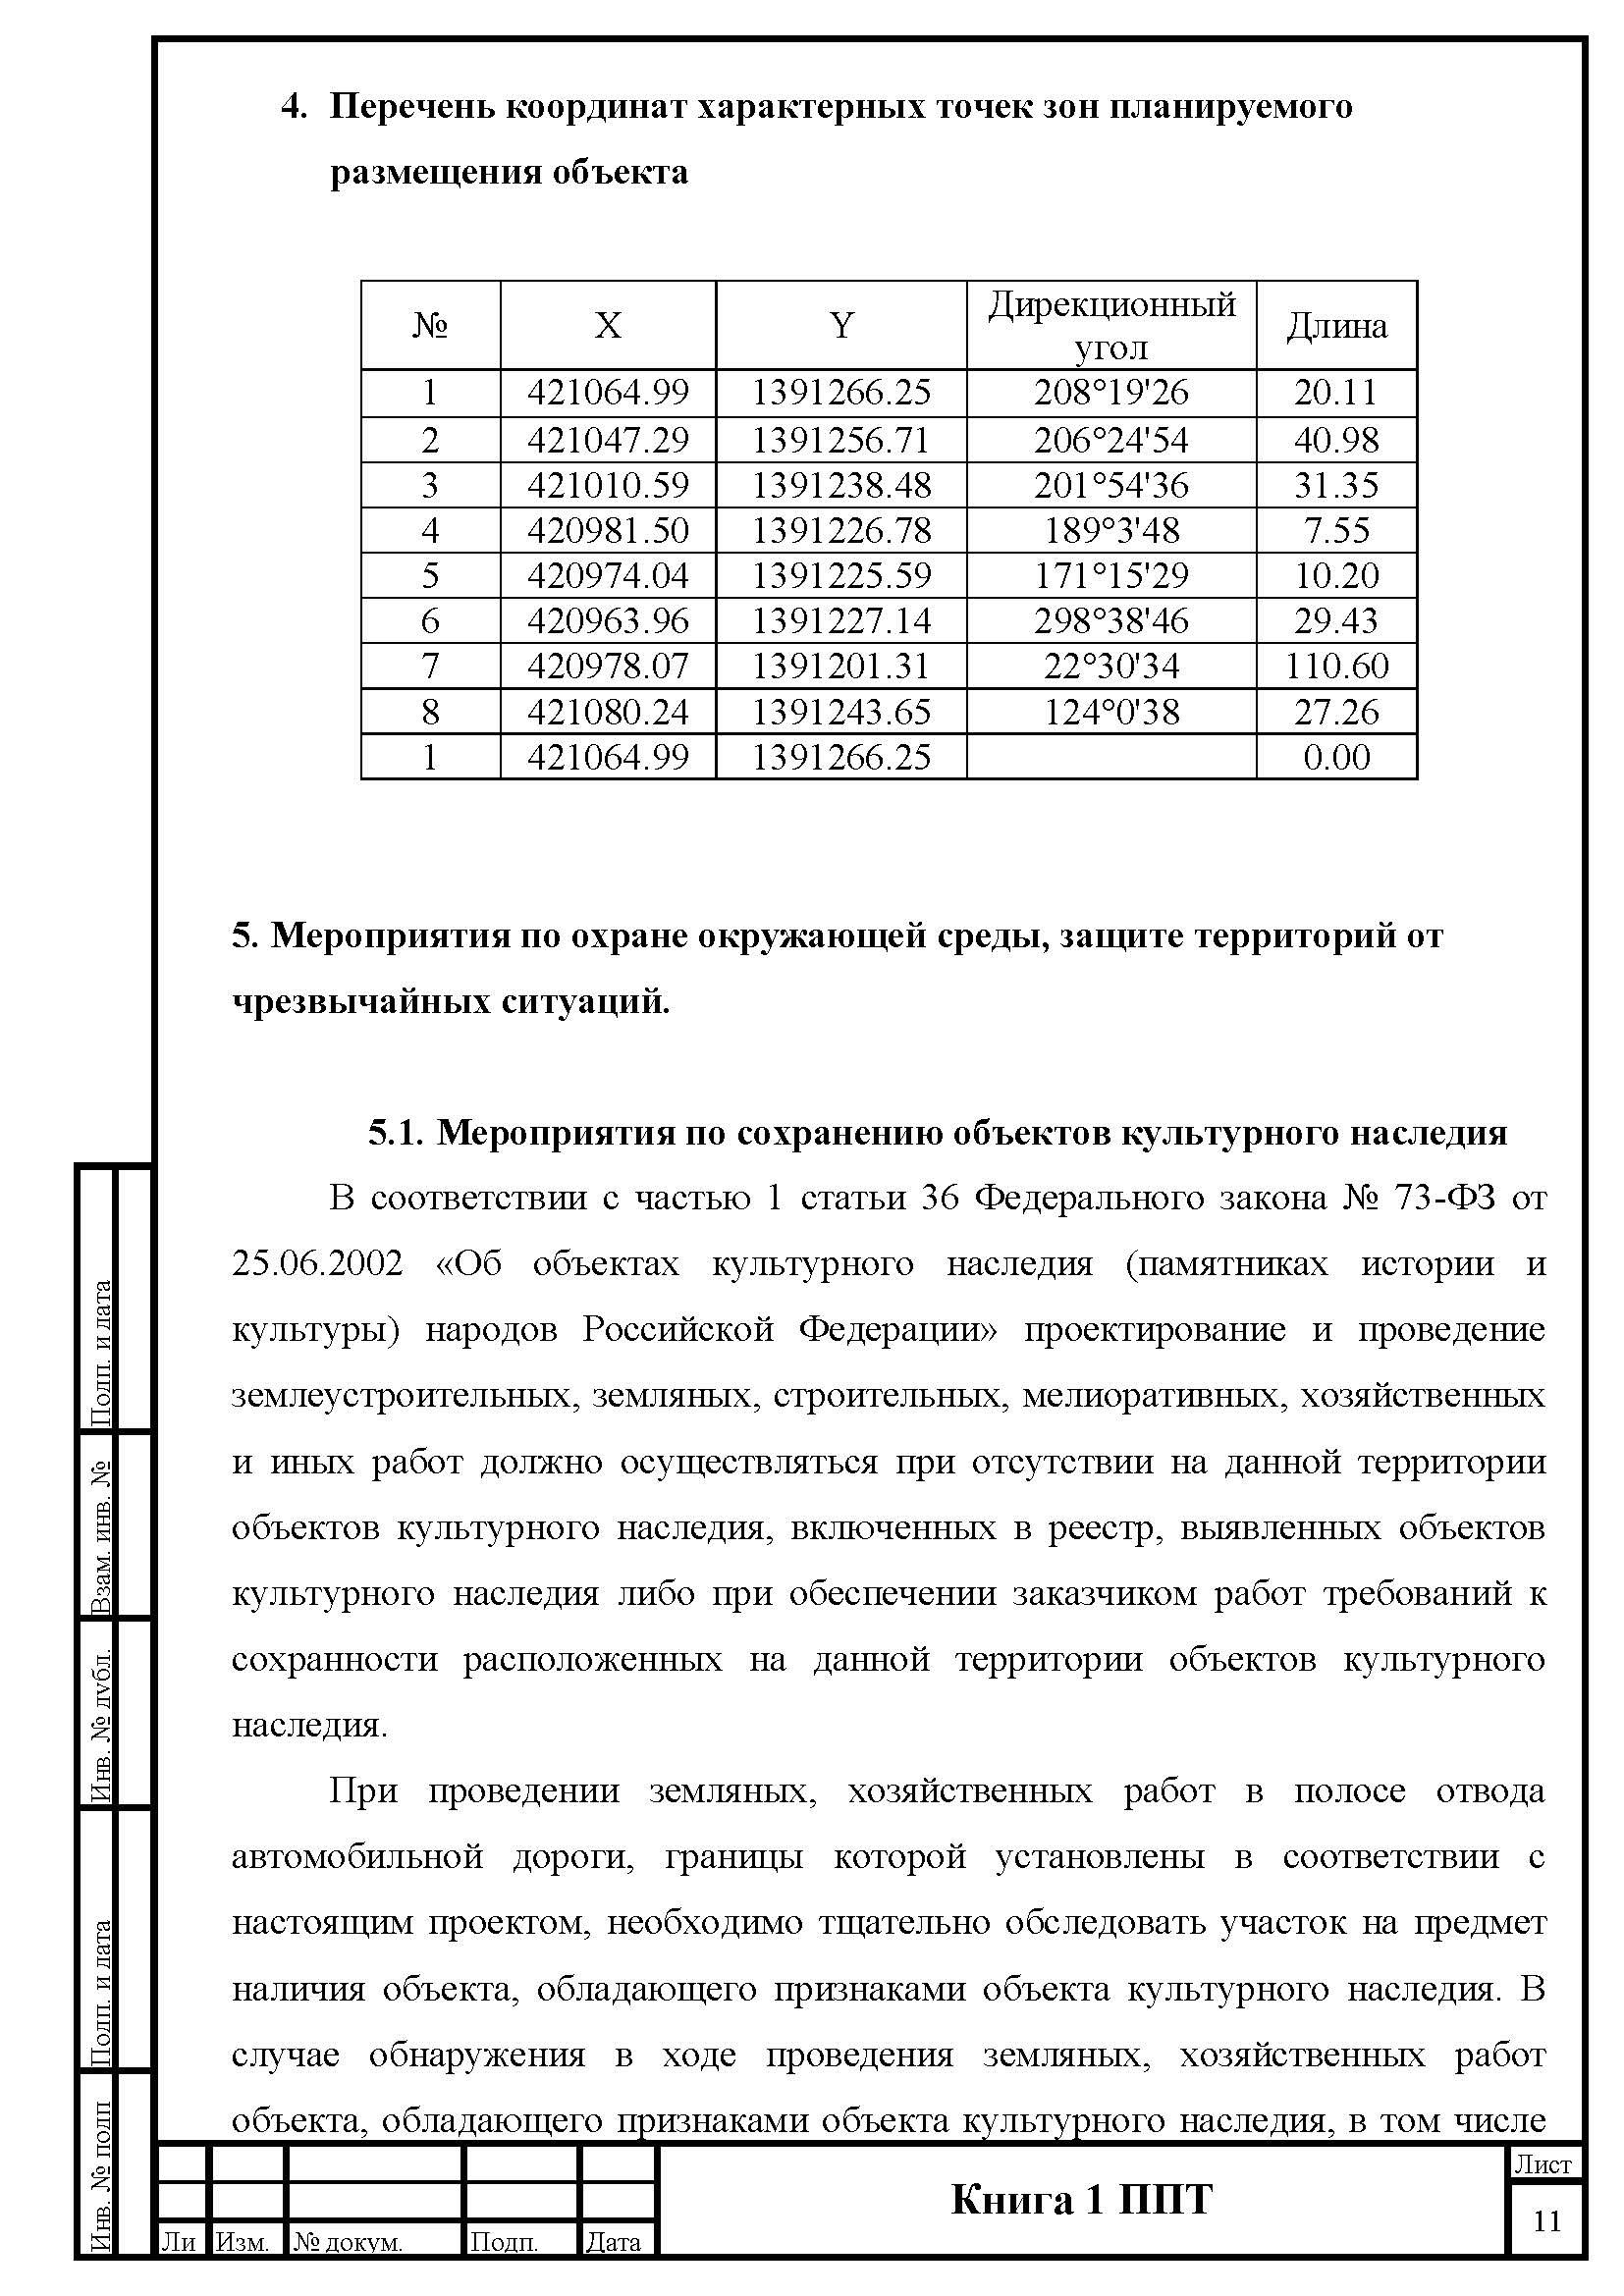 4. Перечень координат характерных точек зон планируемого
размещения объекта
№ X Y Дирекционный угол Длина
1 421064.99 1391266.25 208°19'26 20.11
2 421047.29 1391256.71 206°24'54 40.98
3 421010.59 1391238.48 201°54'36 31.35
4 420981.50 1391226.78 189°3'48 7.55
5 420974.04 1391225.59 171°15'29 10.20
6 420963.96 1391227.14 298°38'46 29.43
7 420978.07 1391201.31 22°30'34 110.60
8 421080.24 1391243.65 124°0'38 27.26
1 421064.99 1391266.25 0.00
5. Мероприятия по охране окружающей среды, защите территорий от
чрезвычайных ситуаций.
5.1. Мероприятия по сохранению объектов культурного наследия
В соответствии с частью 1 статьи 36 Федерального закона № 73-ФЗ от
25.06.2002 «Об объектах культурного наследия (памятниках истории и
культуры) народов Российской Федерации» проектирование и проведение
землеустроительных, земляных, строительных, мелиоративных, хозяйственных
и иных работ должно осуществляться при отсутствии на данной территории
объектов культурного наследия, включенных в реестр, выявленных объектов
культурного наследия либо при обеспечении заказчиком работ требований к
сохранности расположенных на данной территории объектов культурного
наследия.
При проведении земляных, хозяйственных работ в полосе отвода
автомобильной дороги, границы которой установлены в соответствии с
настоящим проектом, необходимо тщательно обследовать участок на предмет
наличия объекта, обладающего признаками объекта культурного наследия. В
случае обнаружения в ходе проведения земляных, хозяйственных работ
объекта, обладающего признаками объекта культурного наследия, в том числе
Подп. и дата
Взам. инв. №
Инв. № дубл.
Подп. и дата
Инв. № подп
Ли Изм. № докум. Подп. Дата
Книга 1 ППТ
Лист
11